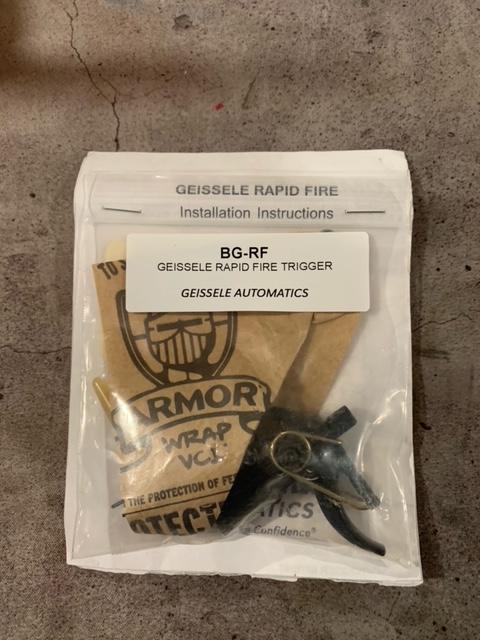 GEISSELE RAPID FIRE
Installation Instructions
BG-RF
GEISSELE RAPID FIRE TRIGGER
GEISSELE AUTOMATICS
TO
ARMOR
WRAP
VCI
THE PROTECTION OF
ATICS
Confidence®